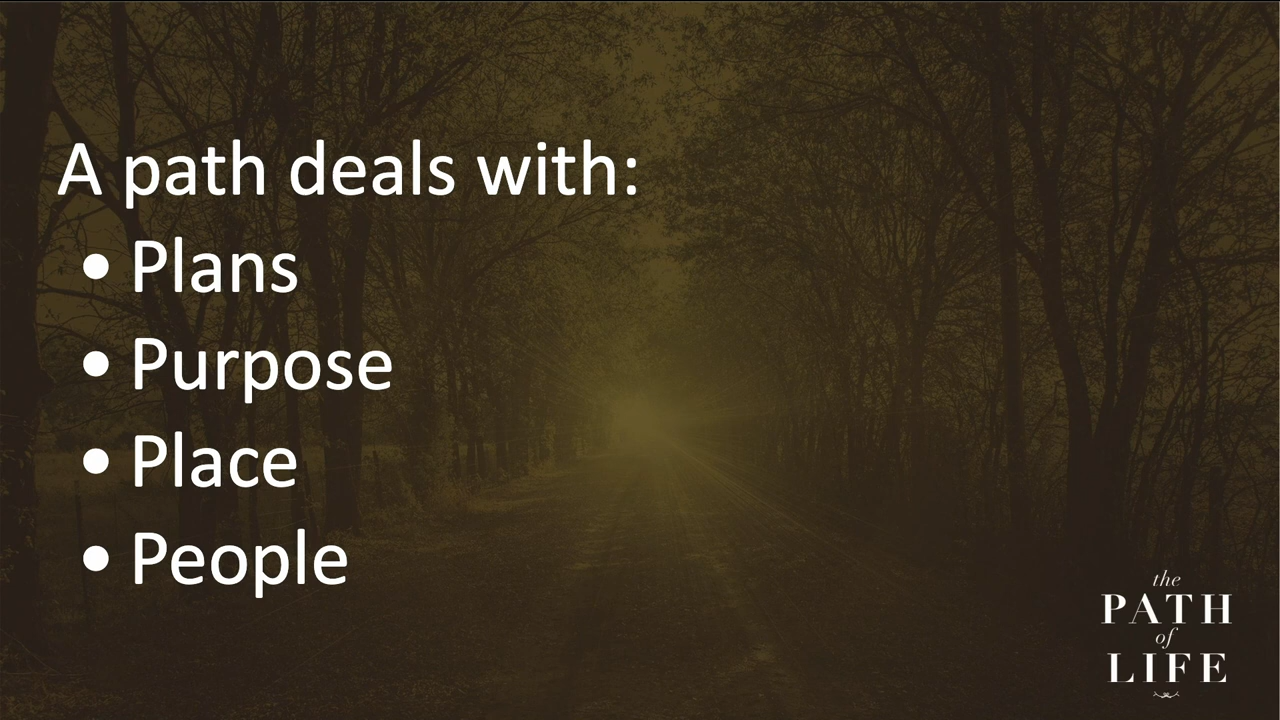 A path deals with:
• Plans
• Purpose
• Place
• People
the
PATH
of
LIFE